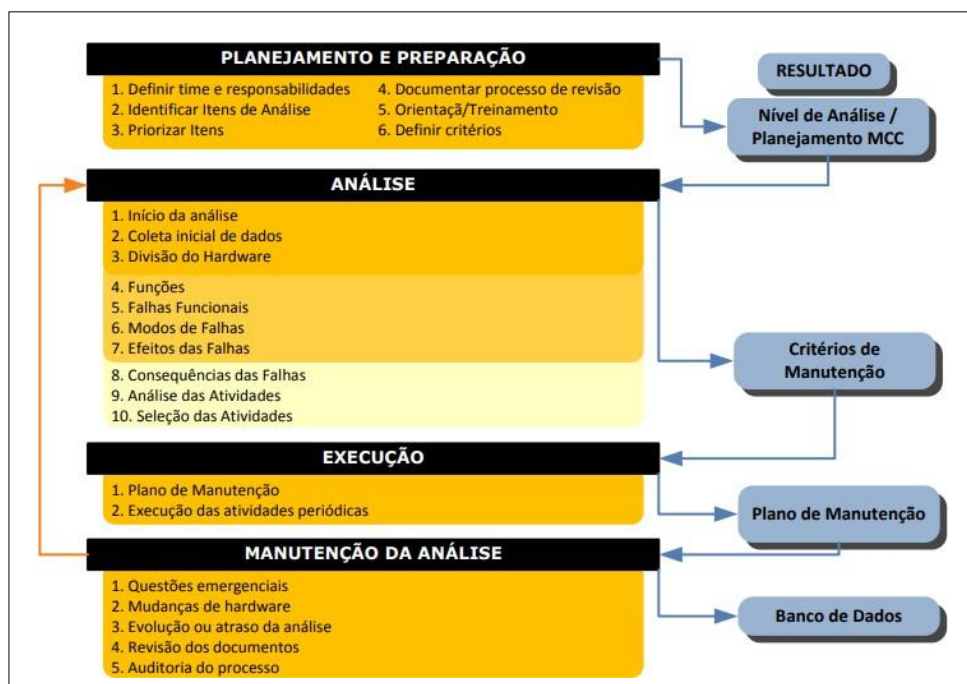 PLANEJAMENTO E PREPARAÇÃO
1. Definir time e responsabilidades
2. Identificar Itens de Análise
3. Priorizar Itens
4. Documentar processo de revisão
5. Orientaçã/Treinamento
6. Definir critérios
RESULTADO
Nível de Análise /
Planejamento MCC
ANÁLISE
1. Início da análise
2. Coleta inicial de dados
3. Divisão do Hardware
4. Funções
5. Falhas Funcionais
6. Modos de Falhas
7. Efeitos das Falhas
8. Consequências das Falhas
9. Análise das Atividades
10. Seleção das Atividades
Critérios de
Manutenção
EXECUÇÃO
1. Plano de Manutenção
2. Execução das atividades periódicas
Plano de Manutenção
MANUTENÇÃO DA ANÁLISE
1. Questões emergenciais
2. Mudanças de hardware
3. Evolução ou atraso da análise
4. Revisão dos documentos
5. Auditoria do processo
Banco de Dados